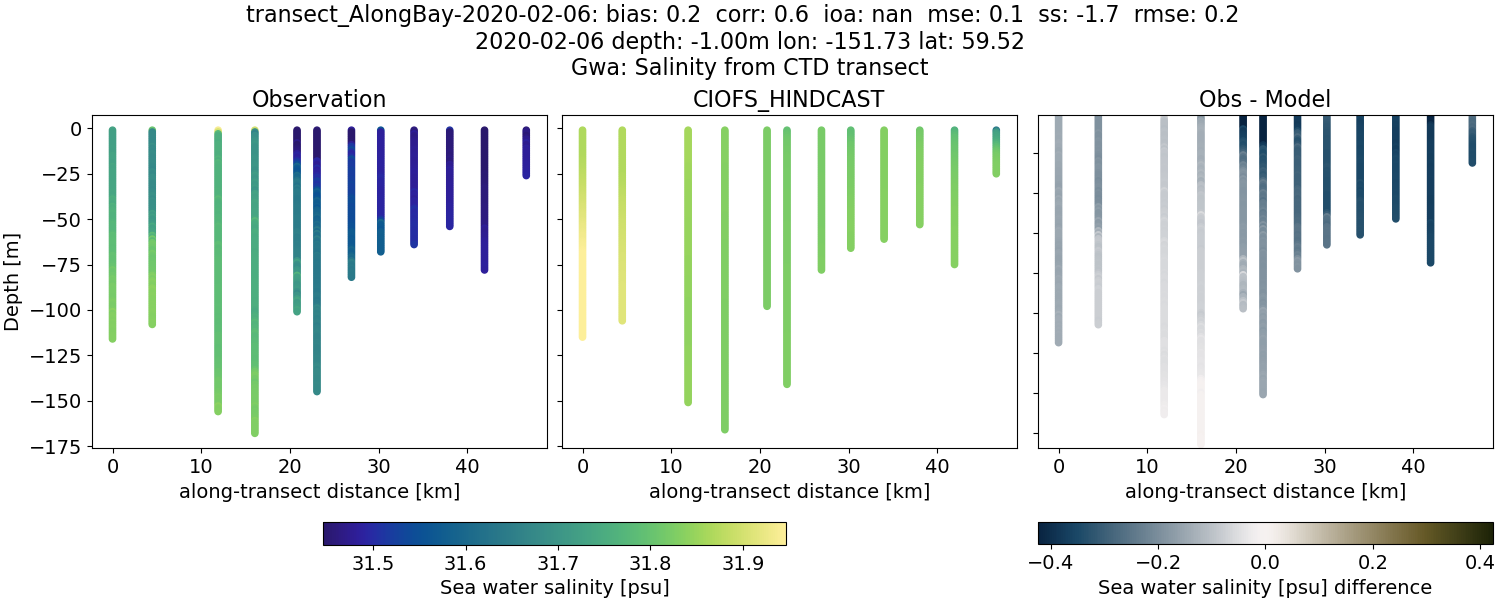 transect_AlongBay-2020-02-06: bias: 0.2  corr: 0.6  ioa: nan  mse: 0.1  ss: -1.7  rmse: 0.2
2020-02-06 depth: -1.00m lon: -151.73 lat: 59.52
Gwa: Salinity from CTD transect
Observation
CIOFS_HINDCAST
Obs - Model
Depth [m]
0
−25
−50
−75
−100
−125
−150
−175
0 10 20 30 40
0 10 20 30 40
0 10 20 30 40
along-transect distance [km]
along-transect distance [km]
along-transect distance [km]
31.5 31.6 31.7 31.8 31.9
Sea water salinity [psu]
−0.4 −0.2 0.0 0.2 0.4
Sea water salinity [psu] difference